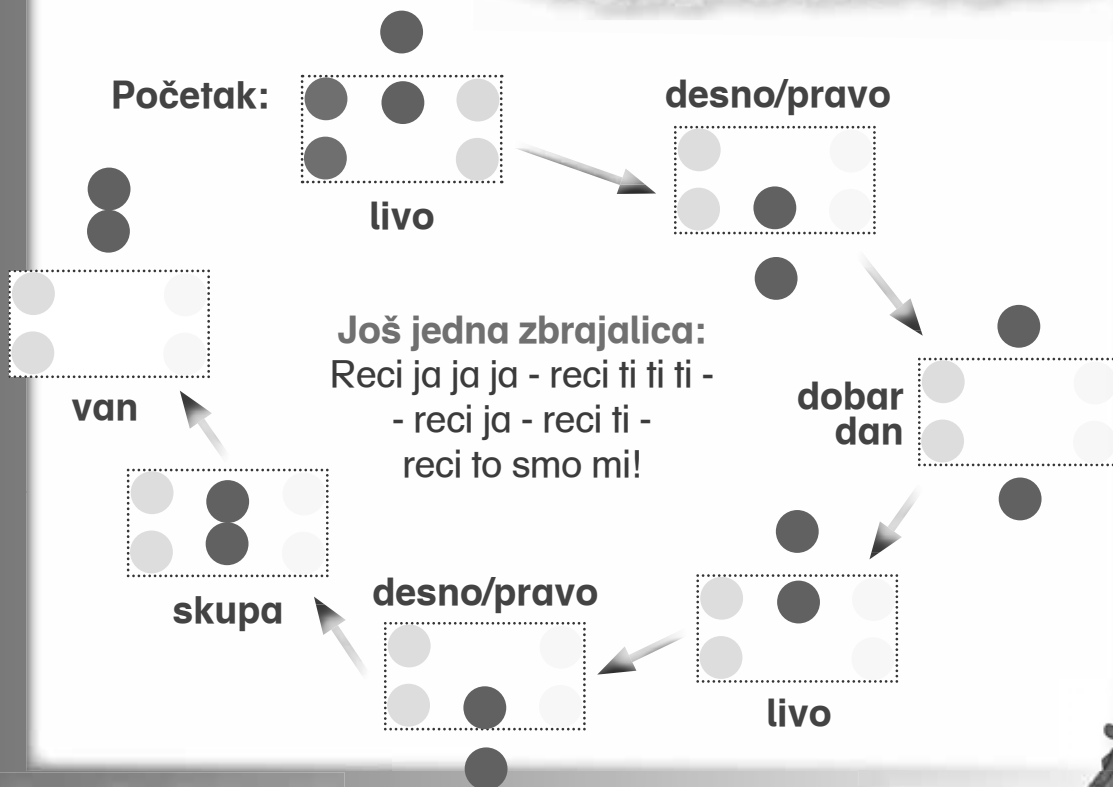 Početak:
livo
desno/pravo
dobar
dan
livo
desno/pravo
skupa
van
Još jedna zbrajalica:
Reci ja ja ja - reci ti ti ti -
- reci ja - reci ti -
reci to smo mi!